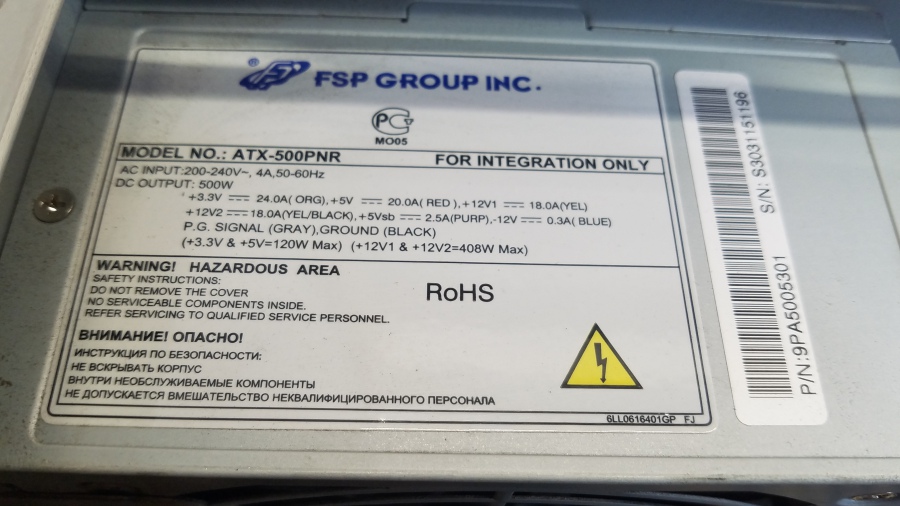 ® FSP GROUP INC.
PG
MO05
MODEL NO.: ATX-500PNR FOR INTEGRATION ONLY
AC INPUT:200-240V~, 4A,50-60Hz
DC OUTPUT: 500W
+3.3V ⎓ 24.0A( ORG),+5V ⎓ 20.0A( RED ),+12V1 ⎓ 18.0A(YEL)
+12V2 ⎓ 18.0A(YEL/BLACK),+5Vsb ⎓ 2.5A(PURP),-12V ⎓ 0.3A( BLUE)
P.G. SIGNAL (GRAY),GROUND (BLACK)
(+3.3V & +5V=120W Max) (+12V1 & +12V2=408W Max)
WARNING! HAZARDOUS AREA
SAFETY INSTRUCTIONS:
DO NOT REMOVE THE COVER
NO SERVICEABLE COMPONENTS INSIDE.
REFER SERVICING TO QUALIFIED SERVICE PERSONNEL.
RoHS
ВНИМАНИЕ! ОПАСНО!
ИНСТРУКЦИЯ ПО БЕЗОПАСНОСТИ:
НЕ ВСКРЫВАТЬ КОРПУС
ВНУТРИ НЕОБСЛУЖИВАЕМЫЕ КОМПОНЕНТЫ
НЕ ДОПУСКАЕТСЯ ВМЕШАТЕЛЬСТВО НЕКВАЛИФИЦИРОВАННОГО ПЕРСОНАЛА
6LL0616401GP FJ
S/N: S3031151196
P/N:9PA5005301